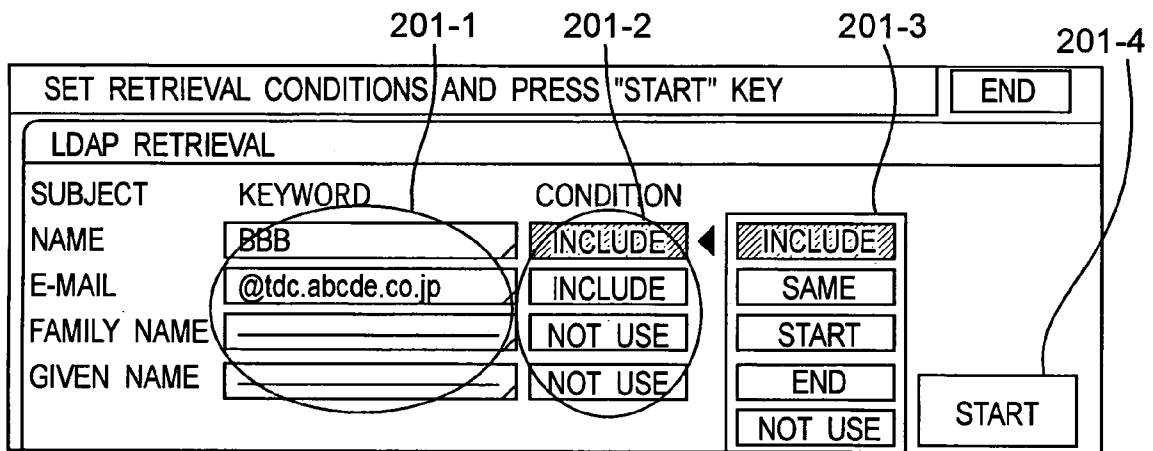 201-1 201-2 201-3 201-4
SET RETRIEVAL CONDITIONS AND PRESS "START" KEY END
LDAP RETRIEVAL
SUBJECT KEYWORD CONDITION
NAME BBB INCLUDE INCLUDE
E-MAIL @tdc.abcde.co.jp INCLUDE SAME
FAMILY NAME NOT USE START
GIVEN NAME NOT USE END
START
NOT USE